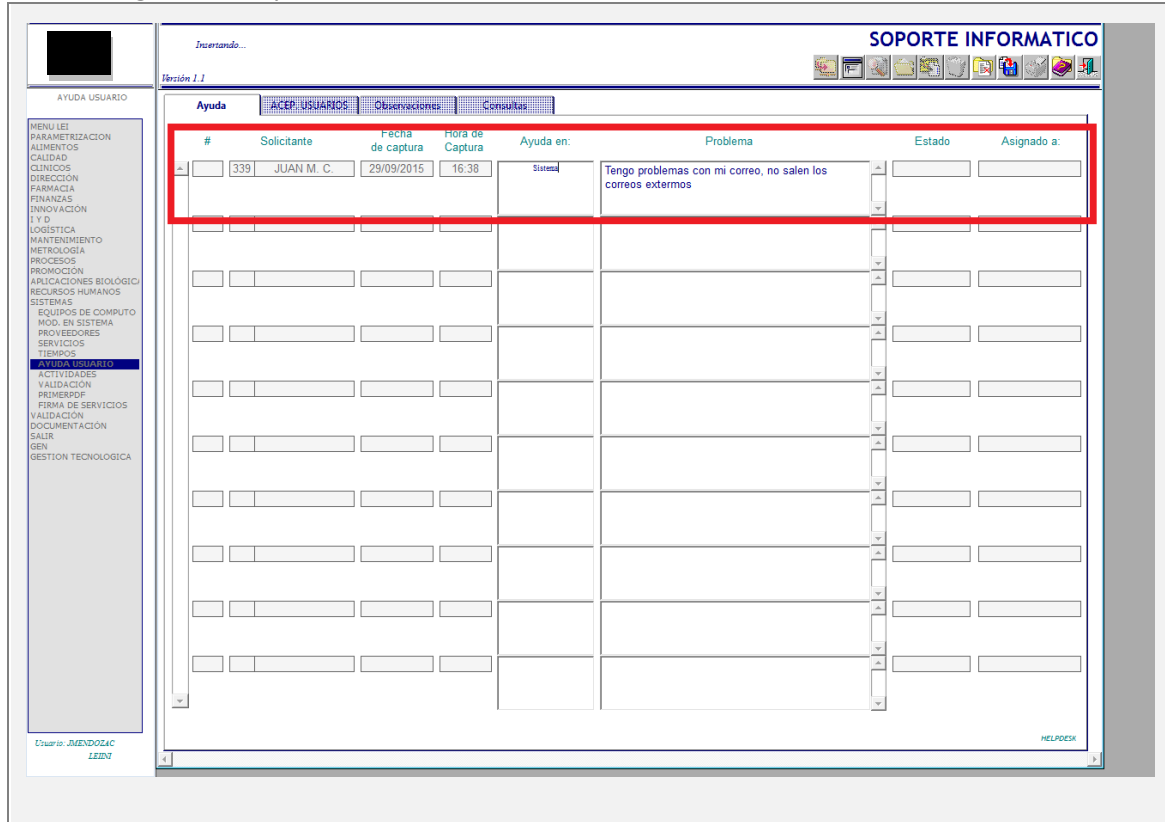 Insertando...
SOPORTE INFORMATICO
Versión 1.1
AYUDA USUARIO
Ayuda
ACEP. USUARIOS
Observaciones
Consultas
MENU LEI
PARAMETRIZACION
ALIMENTOS
CALIDAD
CLINICOS
DIRECCIÓN
FARMACIA
FINANZAS
INNOVACIÓN
I Y D
LOGÍSTICA
MANTENIMIENTO
METROLOGÍA
PROCESOS
PROMOCIÓN
APLICACIONES BIOLÓGIC
RECURSOS HUMANOS
SISTEMAS
EQUIPOS DE COMPUTO
MOD. EN SISTEMA
PROVEEDORES
SERVICIOS
TIEMPOS
AYUDA USUARIO
ACTIVIDADES
VALIDACIÓN
PRIMERPDF
FIRMA DE SERVICIOS
VALIDACIÓN
DOCUMENTACIÓN
SALIR
GEN
GESTION TECNOLOGICA
# Solicitante Fecha de captura Hora de Captura Ayuda en: Problema Estado Asignado a:
339 JUAN M. C. 29/09/2015 16:38 Sistema Tengo problemas con mi correo, no salen los
correos extermos
Usuario: JMENDOZAC
LEIINI
HELPDESK